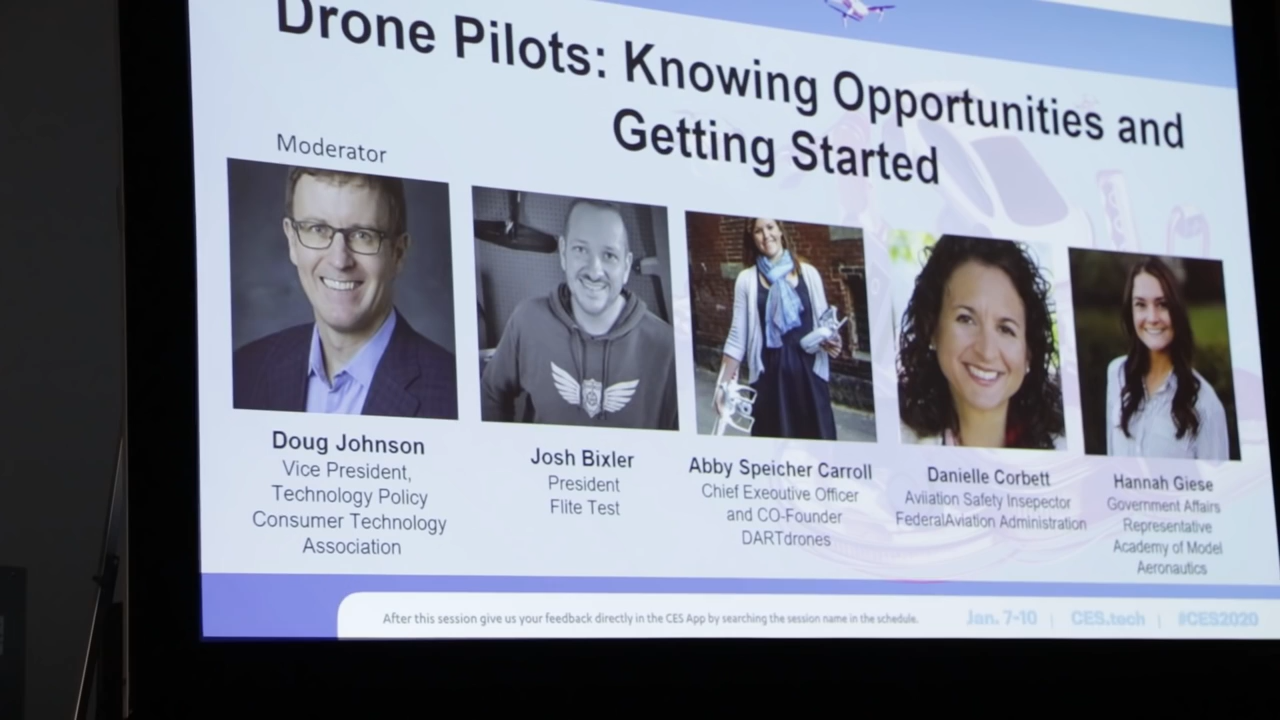 Drone Pilots: Knowing Opportunities and
Getting Started
Moderator
Doug Johnson
Vice President,
Technology Policy
Consumer Technology
Association
Josh Bixler
President
Flite Test
Abby Speicher Carroll
Chief Executive Officer
and CO-Founder
DARTdrones
Danielle Corbett
Aviiation Safety Insepector
FederalAviation Administration
Hannah Giese
Government Affairs
Representative
Academy of Model
Aeronautics
After this session give us your feedback directly in the CES App by searching the session name in the schedule.
Jan. 7-10 | CES.tech | #CES2020